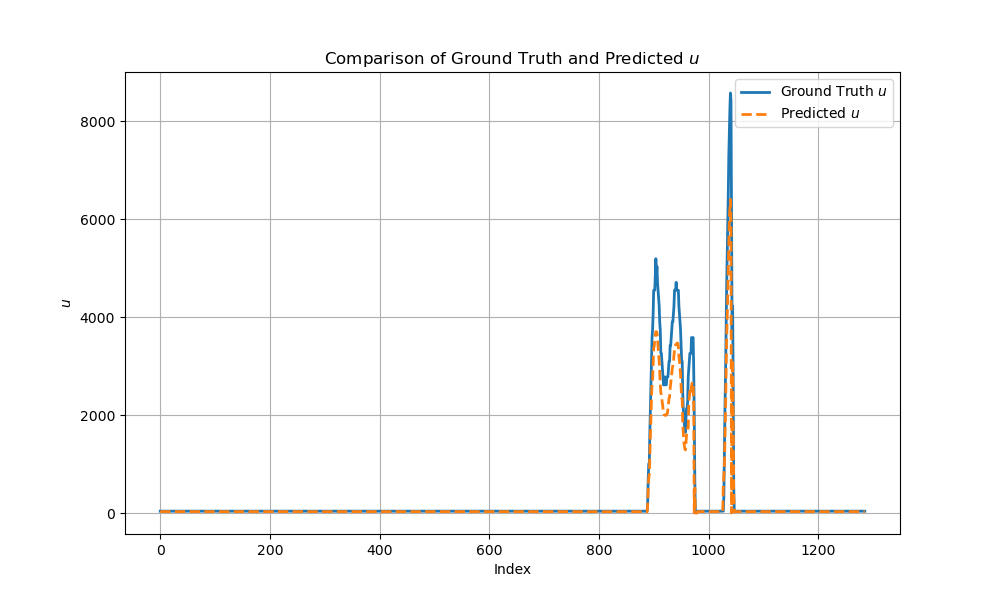 Comparison of Ground Truth and Predicted u
Ground Truth u
Predicted u
8000
6000
4000
2000
0
u
0 200 400 600 800 1000 1200
Index